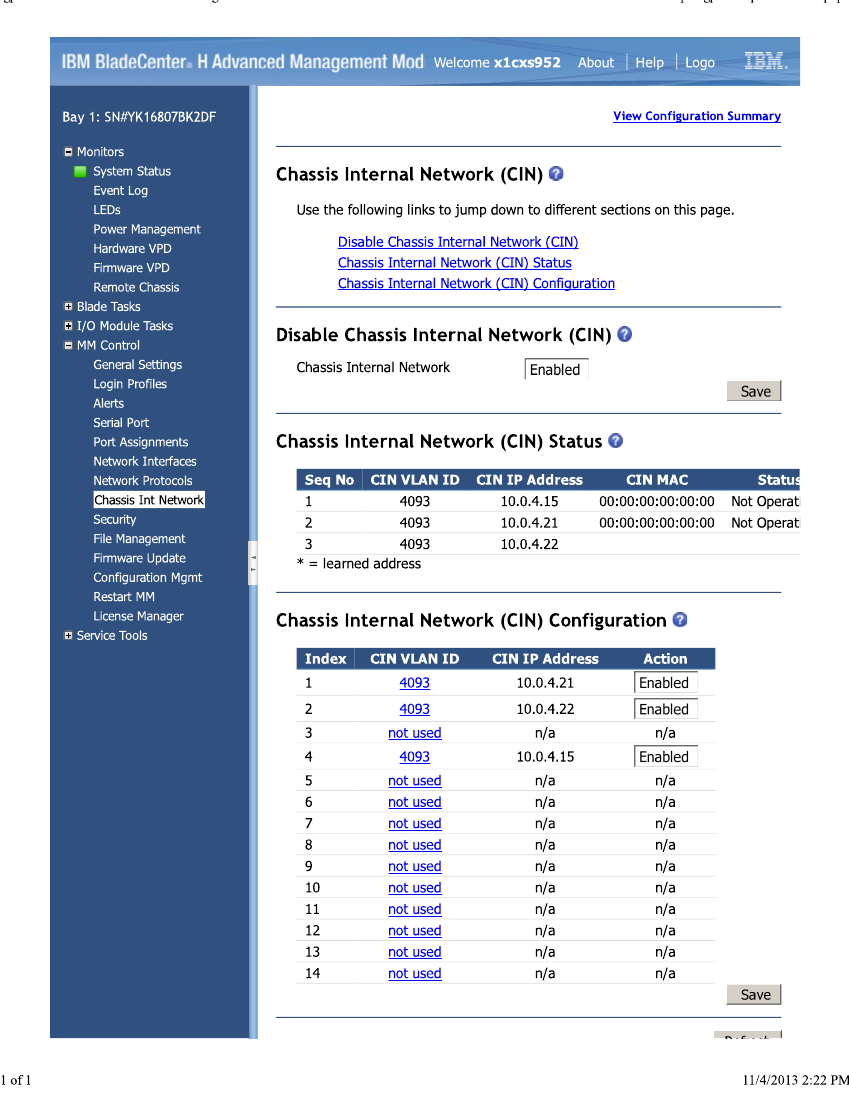 IBM BladeCenter® H Advanced Management Mod Welcome x1cxs952 About Help Logo IBM.
Bay 1: SN#YK16807BK2DF
Monitors
System Status
Event Log
LEDs
Power Management
Hardware VPD
Firmware VPD
Remote Chassis
Blade Tasks
I/O Module Tasks
MM Control
General Settings
Login Profiles
Alerts
Serial Port
Port Assignments
Network Interfaces
Network Protocols
Chassis Int Network
Security
File Management
Firmware Update
Configuration Mgmt
Restart MM
License Manager
Service Tools
View Configuration Summary
Chassis Internal Network (CIN) ?
Use the following links to jump down to different sections on this page.
Disable Chassis Internal Network (CIN)
Chassis Internal Network (CIN) Status
Chassis Internal Network (CIN) Configuration
Disable Chassis Internal Network (CIN) ?
Chassis Internal Network Enabled
Save
Chassis Internal Network (CIN) Status ?
Seq No CIN VLAN ID CIN IP Address CIN MAC Status
1 4093 10.0.4.15 00:00:00:00:00:00 Not Operati
2 4093 10.0.4.21 00:00:00:00:00:00 Not Operati
3 4093 10.0.4.22
* = learned address
Chassis Internal Network (CIN) Configuration ?
Index CIN VLAN ID CIN IP Address Action
1 4093 10.0.4.21 Enabled
2 4093 10.0.4.22 Enabled
3 not used n/a n/a
4 4093 10.0.4.15 Enabled
5 not used n/a n/a
6 not used n/a n/a
7 not used n/a n/a
8 not used n/a n/a
9 not used n/a n/a
10 not used n/a n/a
11 not used n/a n/a
12 not used n/a n/a
13 not used n/a n/a
14 not used n/a n/a
Save
1 of 1 11/4/2013 2:22 PM